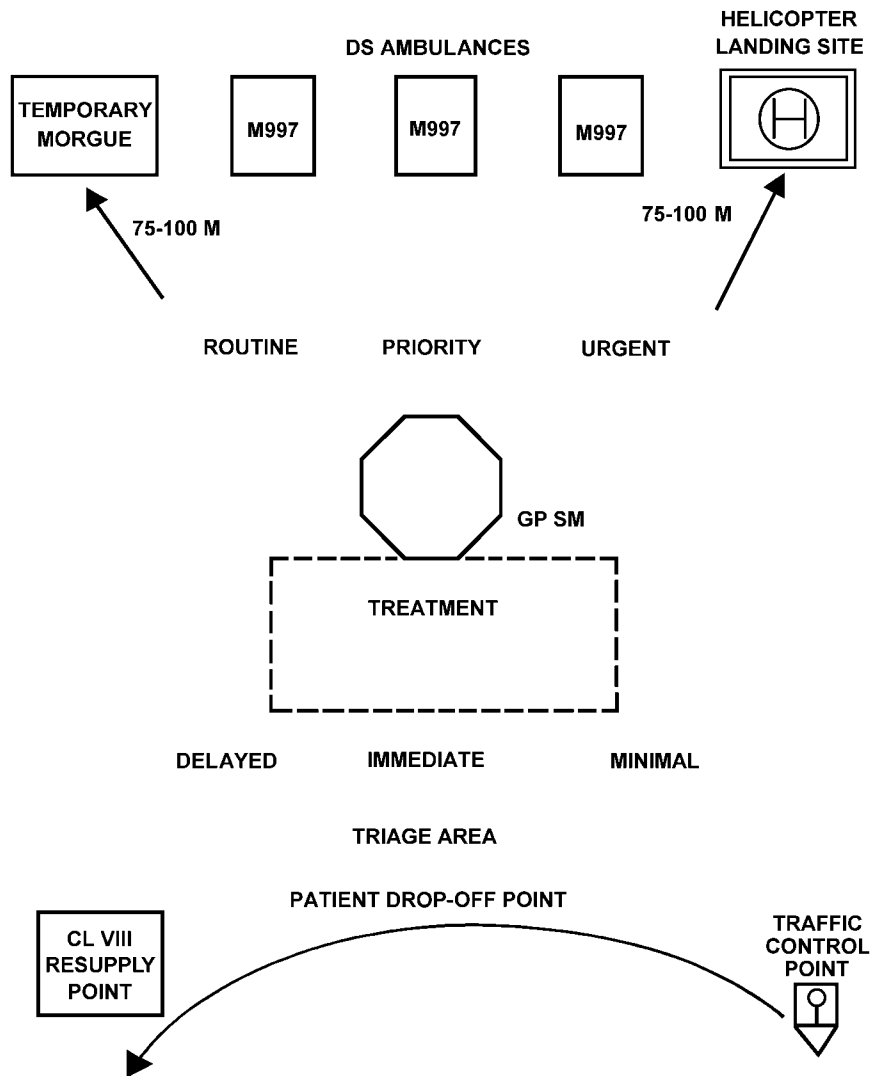 HELICOPTER
LANDING SITE
DS AMBULANCES
TEMPORARY
MORGUE
M997
M997
M997
H
75-100 M
75-100 M
ROUTINE
PRIORITY
URGENT
GP SM
TREATMENT
DELAYED
IMMEDIATE
MINIMAL
TRIAGE AREA
PATIENT DROP-OFF POINT
CL VIII
RESUPPLY
POINT
TRAFFIC
CONTROL
POINT